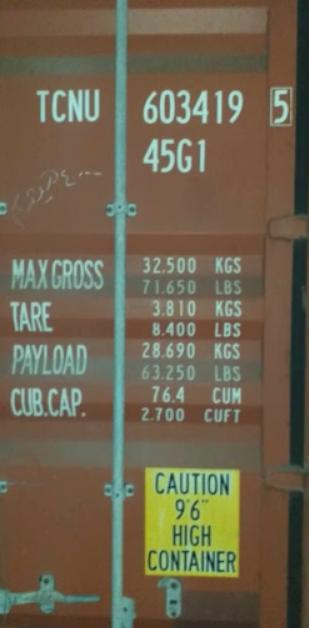 TCNU 603419 5
45G1
MAX GROSS 32.500 KGS
71.650 LBS
TARE 3.810 KGS
8.400 LBS
PAYLOAD 28.690 KGS
63.250 LBS
CUB.CAP. 76.4 CUM
2.700 CUFT
CAUTION
9'6"
HIGH
CONTAINER